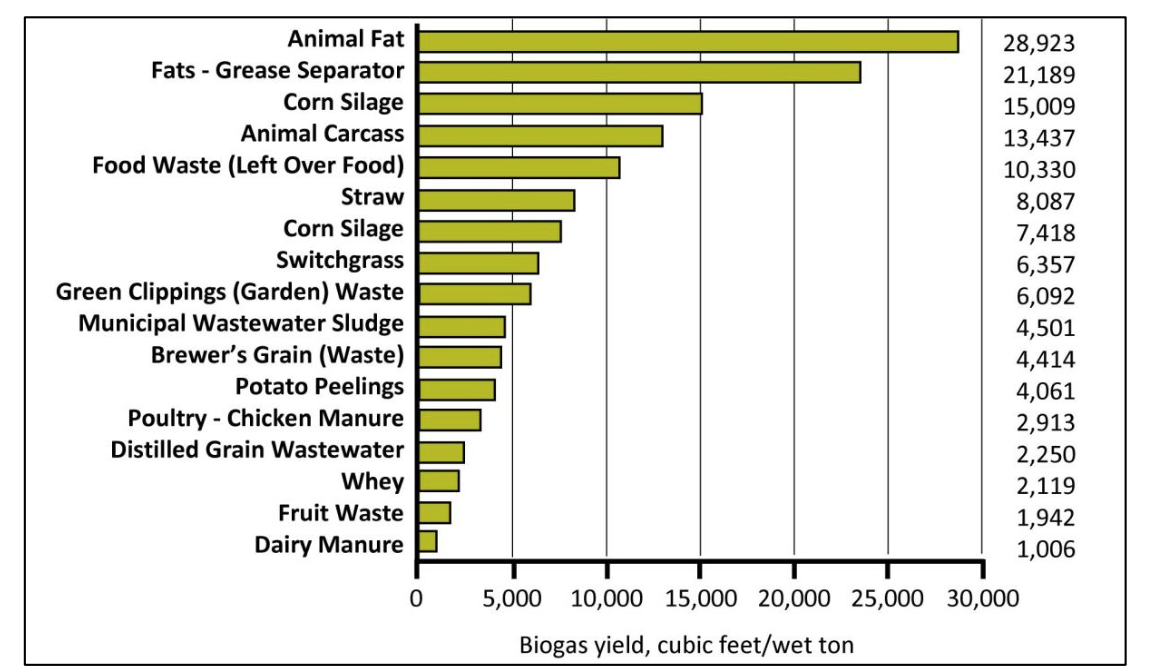 Animal Fat 28,923
Fats - Grease Separator 21,189
Corn Silage 15,009
Animal Carcass 13,437
Food Waste (Left Over Food) 10,330
Straw 8,087
Corn Silage 7,418
Switchgrass 6,357
Green Clippings (Garden) Waste 6,092
Municipal Wastewater Sludge 4,501
Brewer’s Grain (Waste) 4,414
Potato Peelings 4,061
Poultry - Chicken Manure 2,913
Distilled Grain Wastewater 2,250
Whey 2,119
Fruit Waste 1,942
Dairy Manure 1,006
0 5,000 10,000 15,000 20,000 25,000 30,000
Biogas yield, cubic feet/wet ton